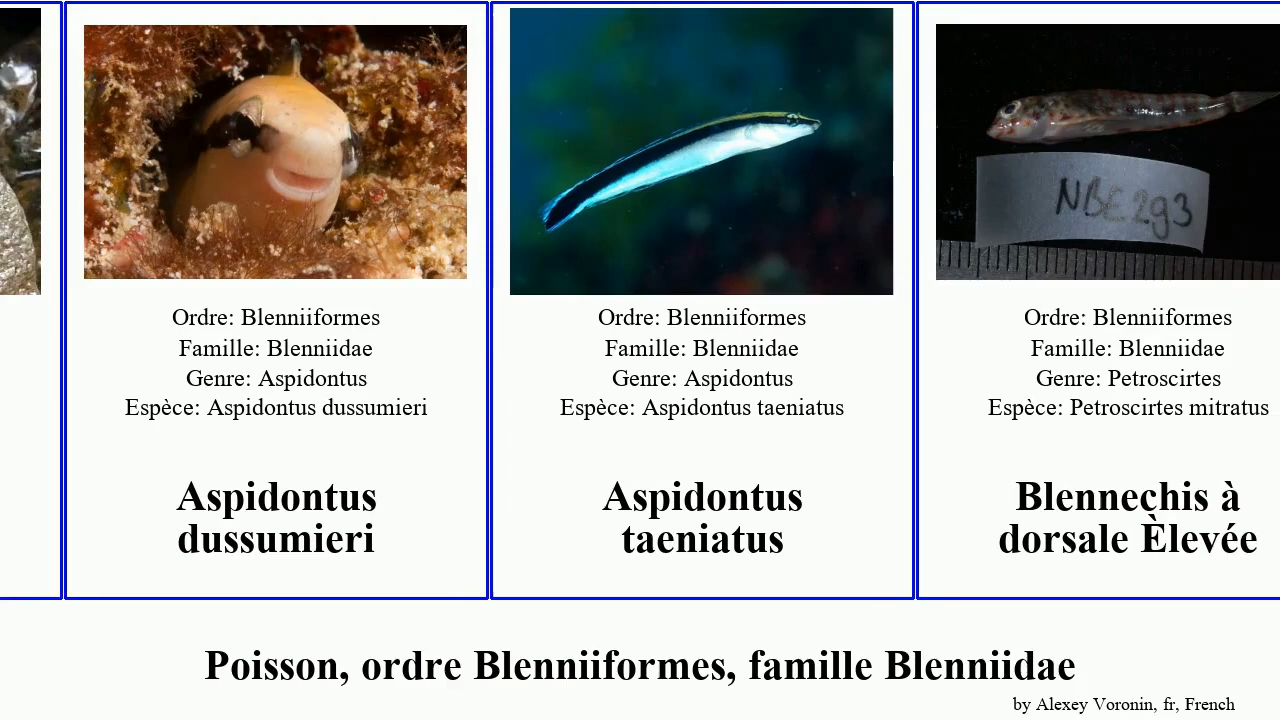 NBE293
Ordre: Blenniiformes
Famille: Blenniidae
Genre: Aspidontus
Espèce: Aspidontus dussumieri
Aspidontus
dussumieri
Ordre: Blenniiformes
Famille: Blenniidae
Genre: Aspidontus
Espèce: Aspidontus taeniatus
Aspidontus
taeniatus
Ordre: Blenniiformes
Famille: Blenniidae
Genre: Petroscirtes
Espèce: Petroscirtes mitratus
Blennechis à
dorsale Èlevée
Poisson, ordre Blenniiformes, famille Blenniidae
by Alexey Voronin, fr, French